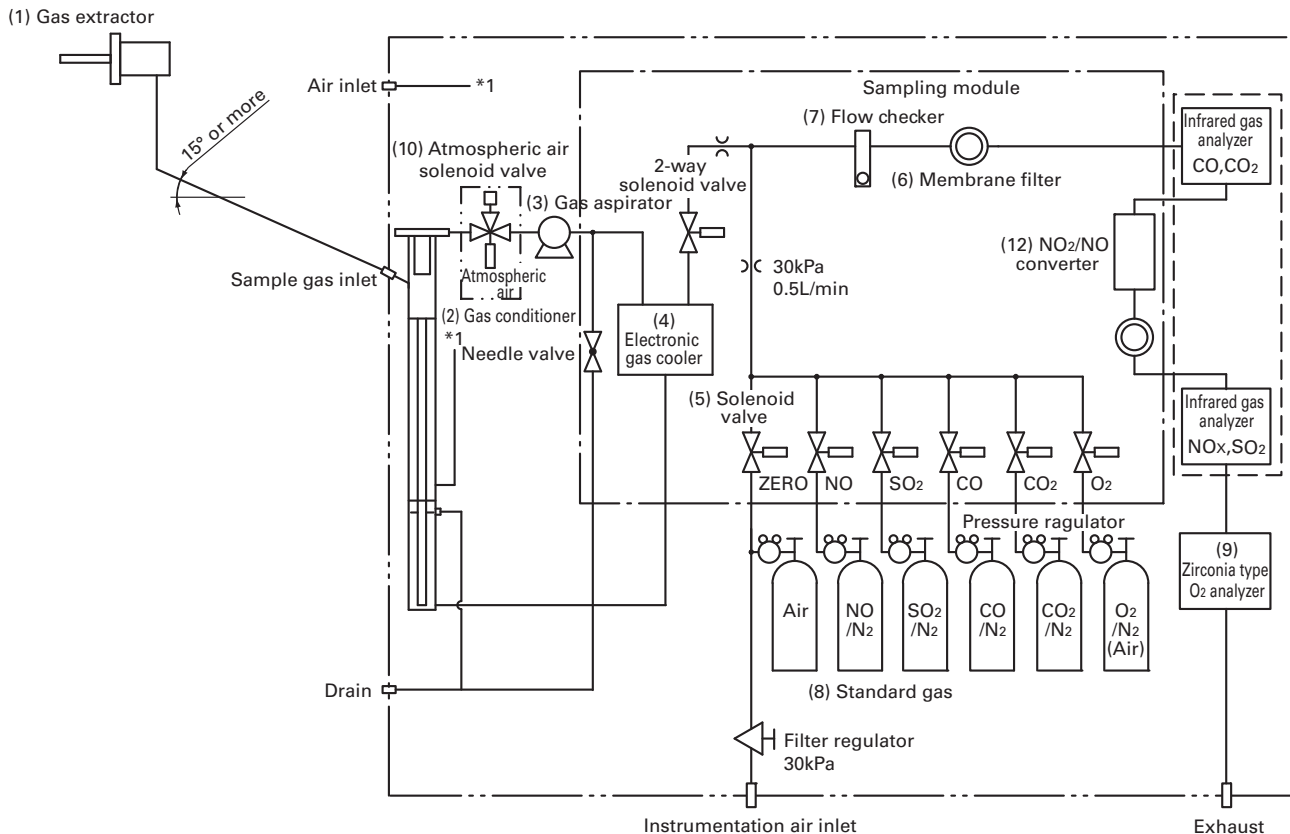 (1) Gas extractor
15° or more
Air inlet
*1
Sampling module
(7) Flow checker
(10) Atmospheric air
solenoid valve
2-way
solenoid valve
(3) Gas aspirator
(6) Membrane filter
Infrared gas
analyzer
CO,CO2
(12) NO2/NO
converter
Sample gas inlet
Atmospheric
air
30kPa
0.5L/min
(2) Gas conditioner
*1
Needle valve
(4)
Electronic
gas cooler
(5) Solenoid
valve
Infrared gas
analyzer
NOX,SO2
ZERO
NO
SO2
CO
CO2
O2
Pressure ragulator
(9)
Zirconia type
O2 analyzer
Air
NO
/N2
SO2
/N2
CO
/N2
CO2
/N2
O2
/N2
(Air)
Drain
(8) Standard gas
Filter regulator
30kPa
Instrumentation air inlet
Exhaust